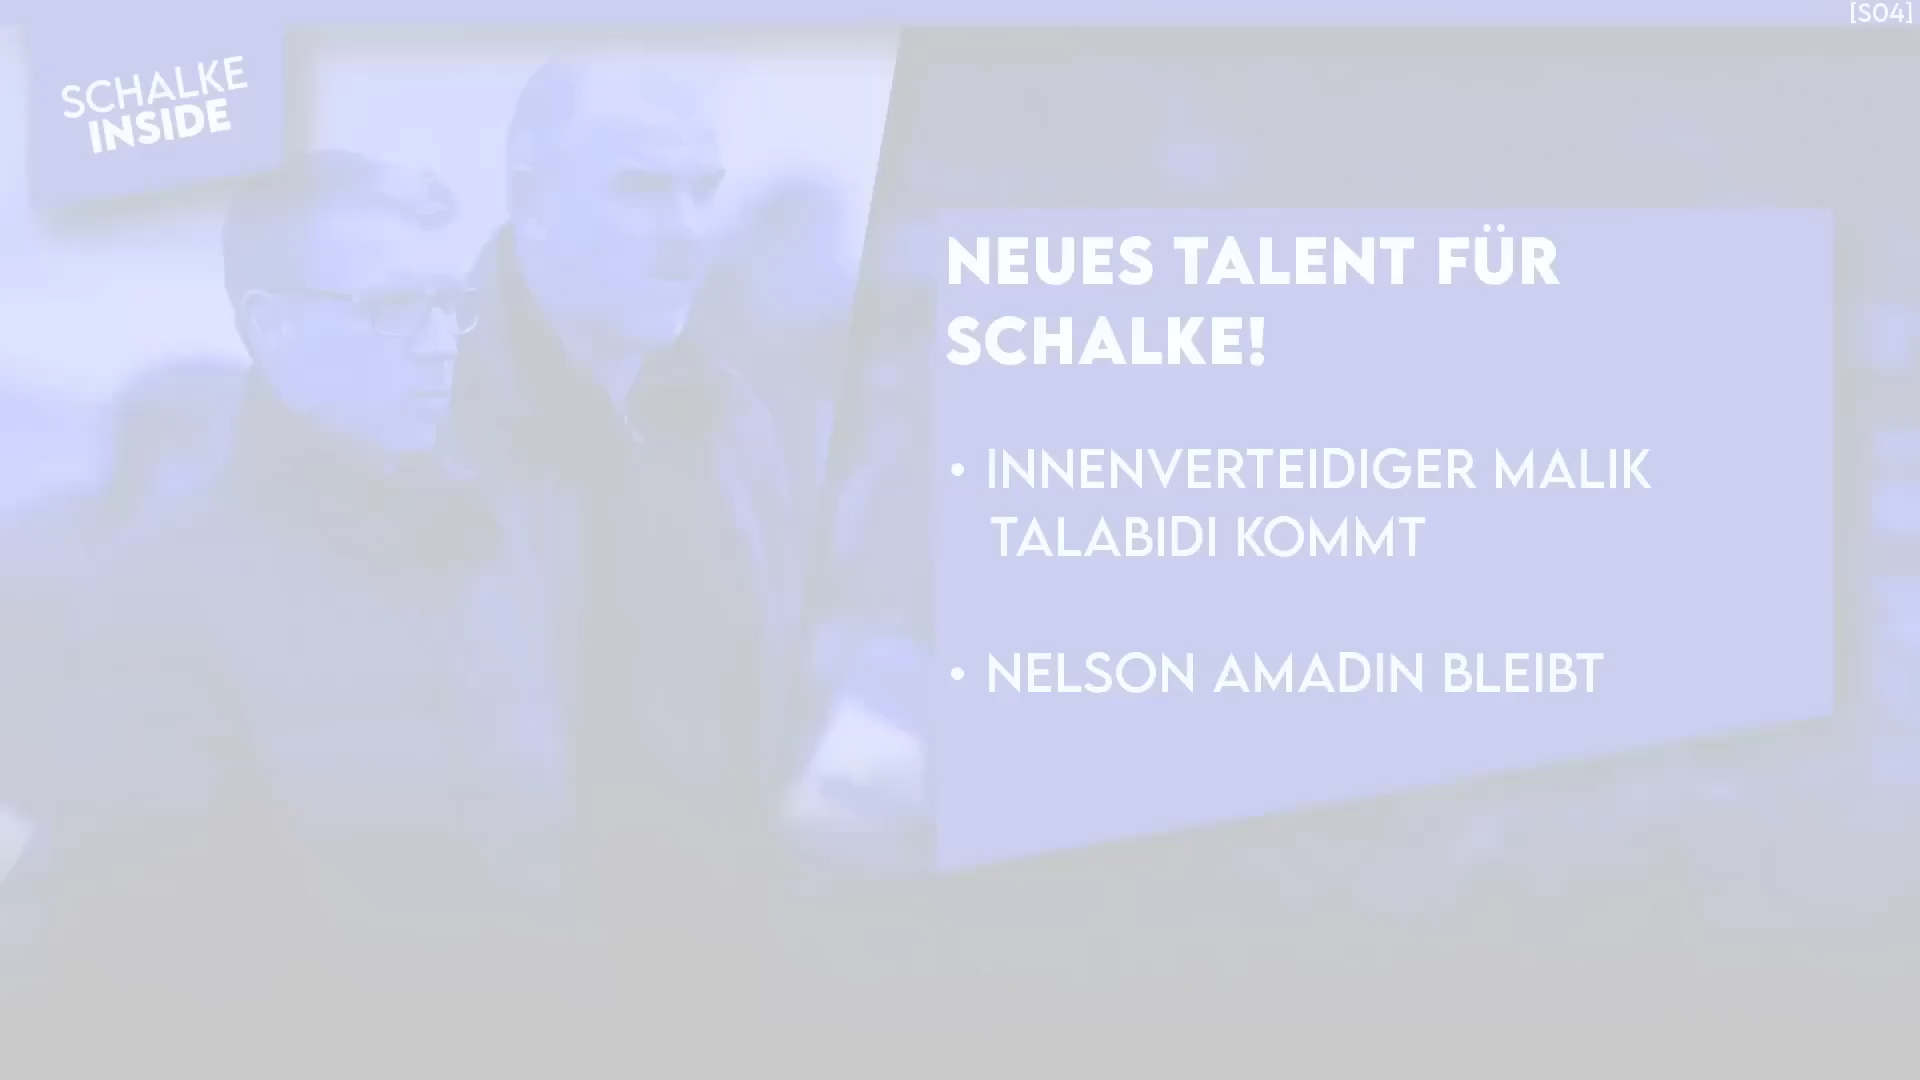 [S04]
SCHALKE
INSIDE
NEUES TALENT FÜR
SCHALKE!
• INNENVERTEIDIGER MALIK
TALABIDI KOMMT
• NELSON AMADIN BLEIBT